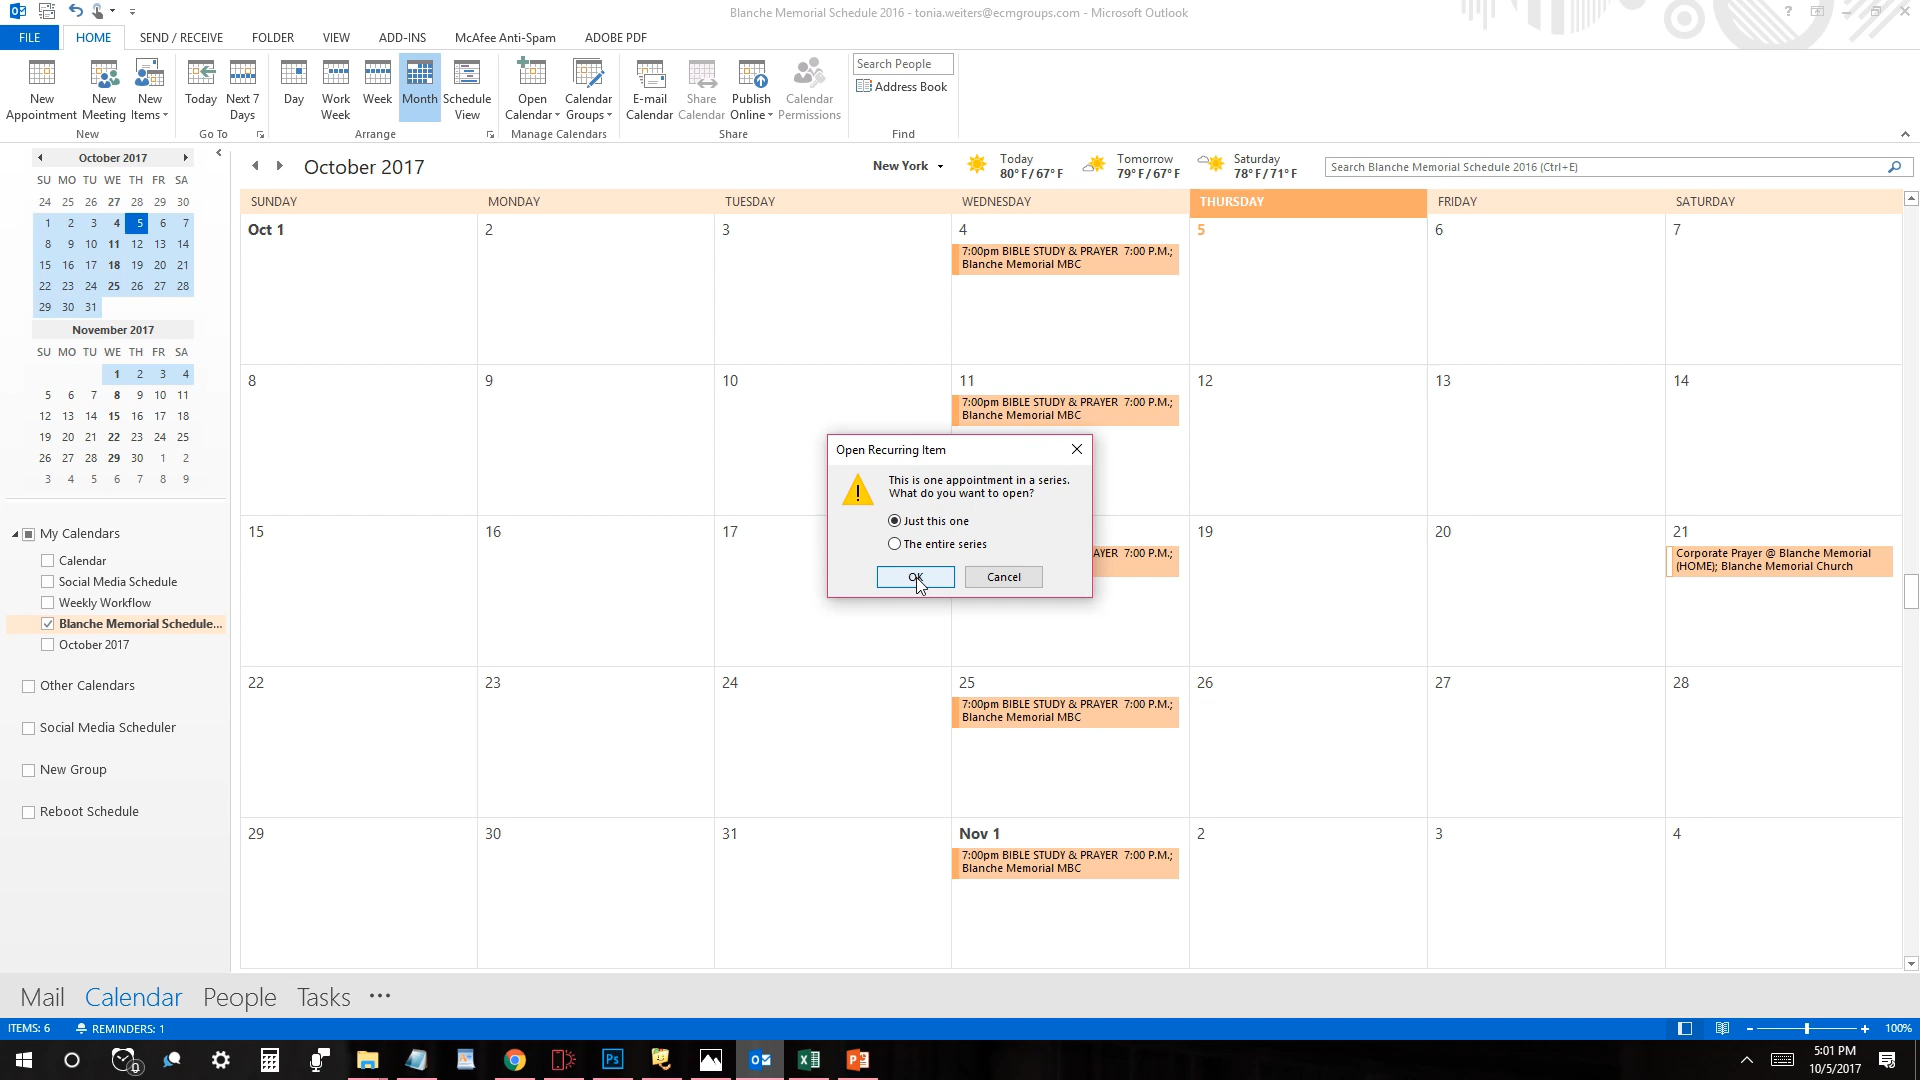 Blanche Memorial Schedule 2016 - tonia.weiters@ecmgroups.com - Microsoft Outlook
?
FILE HOME SEND / RECEIVE FOLDER VIEW ADD-INS McAfee Anti-Spam ADOBE PDF
New Appointment
New Meeting
New Items
New
Today
Next 7 Days
Go To
Day
Work Week
Week
Month
Schedule View
Arrange
Open Calendar
Calendar Groups
Manage Calendars
E-mail Calendar
Share Calendar
Publish Online
Calendar Permissions
Share
Search People
Address Book
Find
October 2017
SU MO TU WE TH FR SA
24 25 26 27 28 29 30
1 2 3 4 5 6 7
8 9 10 11 12 13 14
15 16 17 18 19 20 21
22 23 24 25 26 27 28
29 30 31
November 2017
SU MO TU WE TH FR SA
1 2 3 4
5 6 7 8 9 10 11
12 13 14 15 16 17 18
19 20 21 22 23 24 25
26 27 28 29 30 1 2
3 4 5 6 7 8 9
My Calendars
Calendar
Social Media Schedule
Weekly Workflow
Blanche Memorial Schedule...
October 2017
Other Calendars
Social Media Scheduler
New Group
Reboot Schedule
October 2017
New York
Today
80° F / 67° F
Tomorrow
79° F / 67° F
Saturday
78° F / 71° F
Search Blanche Memorial Schedule 2016 (Ctrl+E)
SUNDAY MONDAY TUESDAY WEDNESDAY THURSDAY FRIDAY SATURDAY
Oct 1 2 3 4 5 6 7
7:00pm BIBLE STUDY & PRAYER 7:00 P.M.;
Blanche Memorial MBC
8 9 10 11 12 13 14
7:00pm BIBLE STUDY & PRAYER 7:00 P.M.;
Blanche Memorial MBC
Open Recurring Item
This is one appointment in a series.
What do you want to open?
Just this one
The entire series
OK Cancel
15 16 17 19 20 21
AYER 7:00 P.M.;
Corporate Prayer @ Blanche Memorial
(HOME); Blanche Memorial Church
22 23 24 25 26 27 28
7:00pm BIBLE STUDY & PRAYER 7:00 P.M.;
Blanche Memorial MBC
29 30 31 Nov 1 2 3 4
7:00pm BIBLE STUDY & PRAYER 7:00 P.M.;
Blanche Memorial MBC
Mail Calendar People Tasks ...
ITEMS: 6 REMINDERS: 1
100%
Ps
5:01 PM
10/5/2017